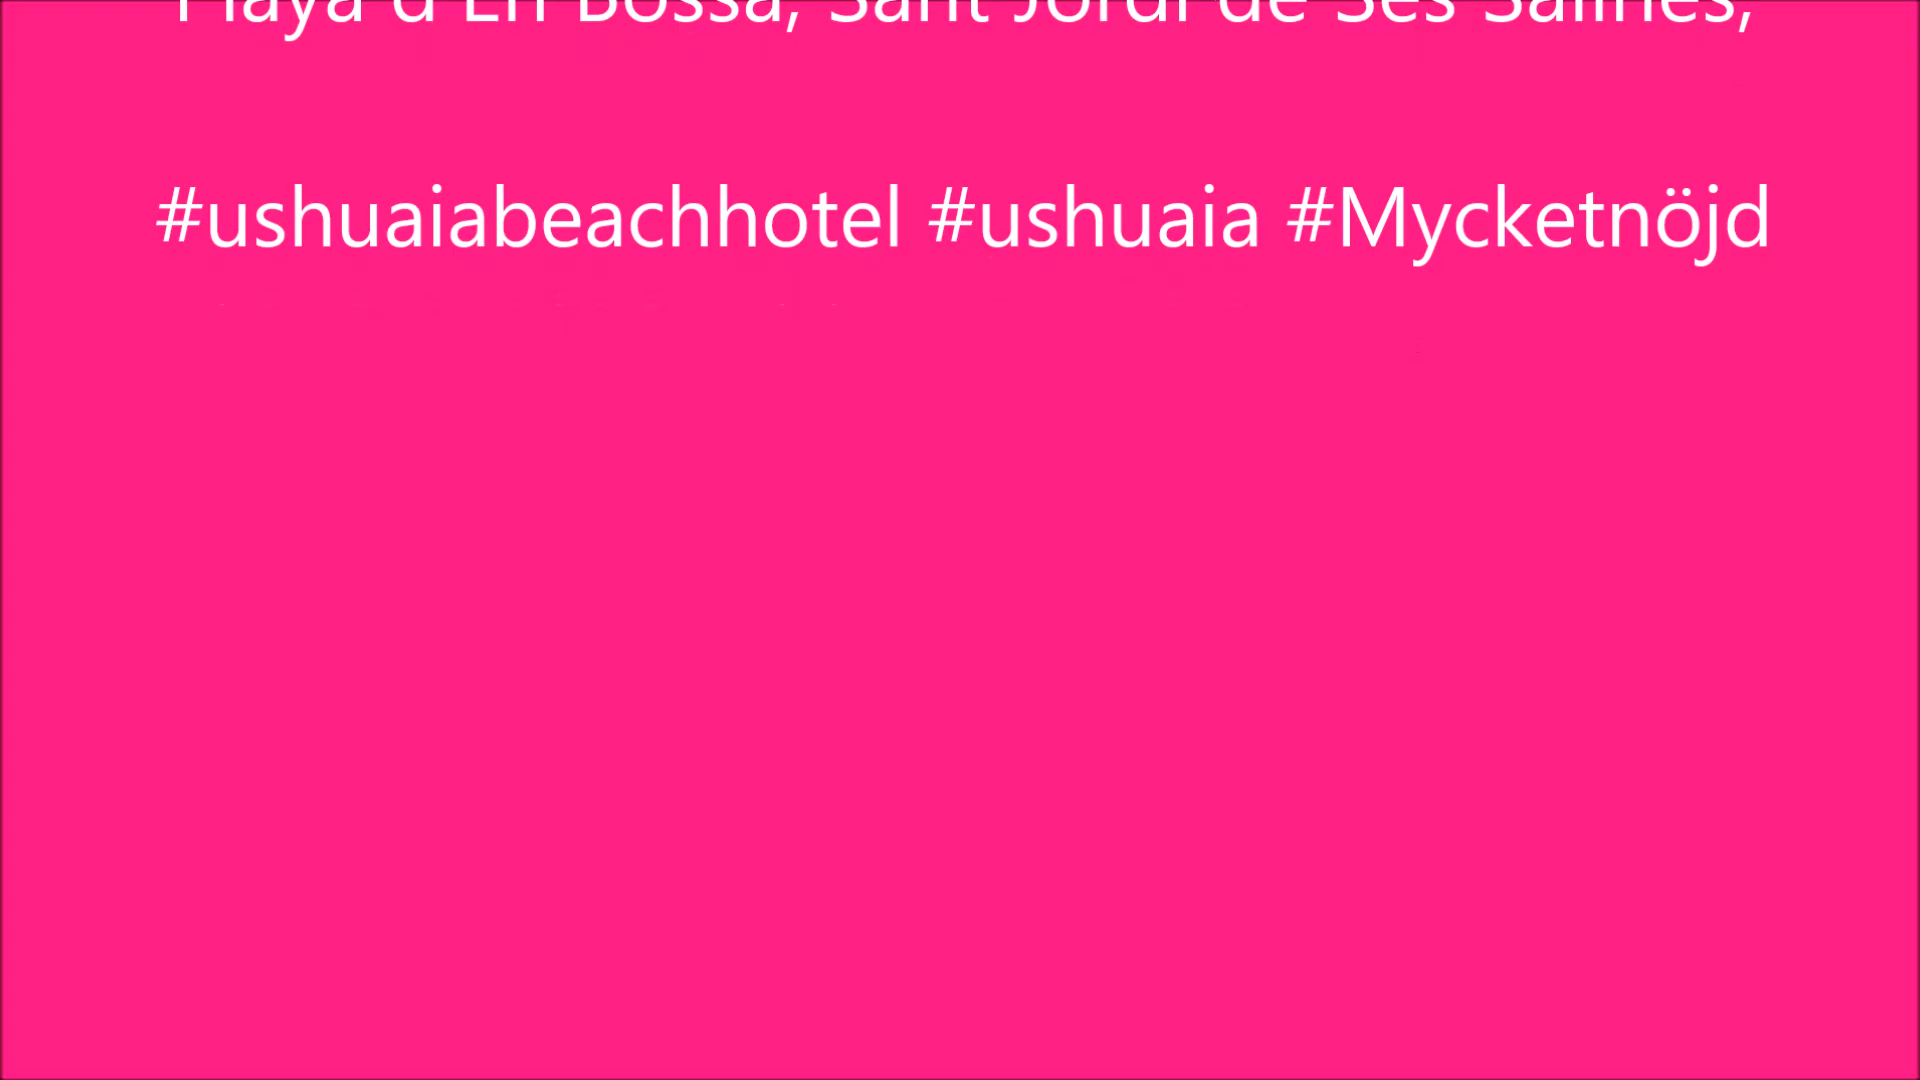 Playa d'En Bossa, Sant Jordi de Ses Salines,
#ushuaiabeachhotel #ushuaia #Mycketnöjd